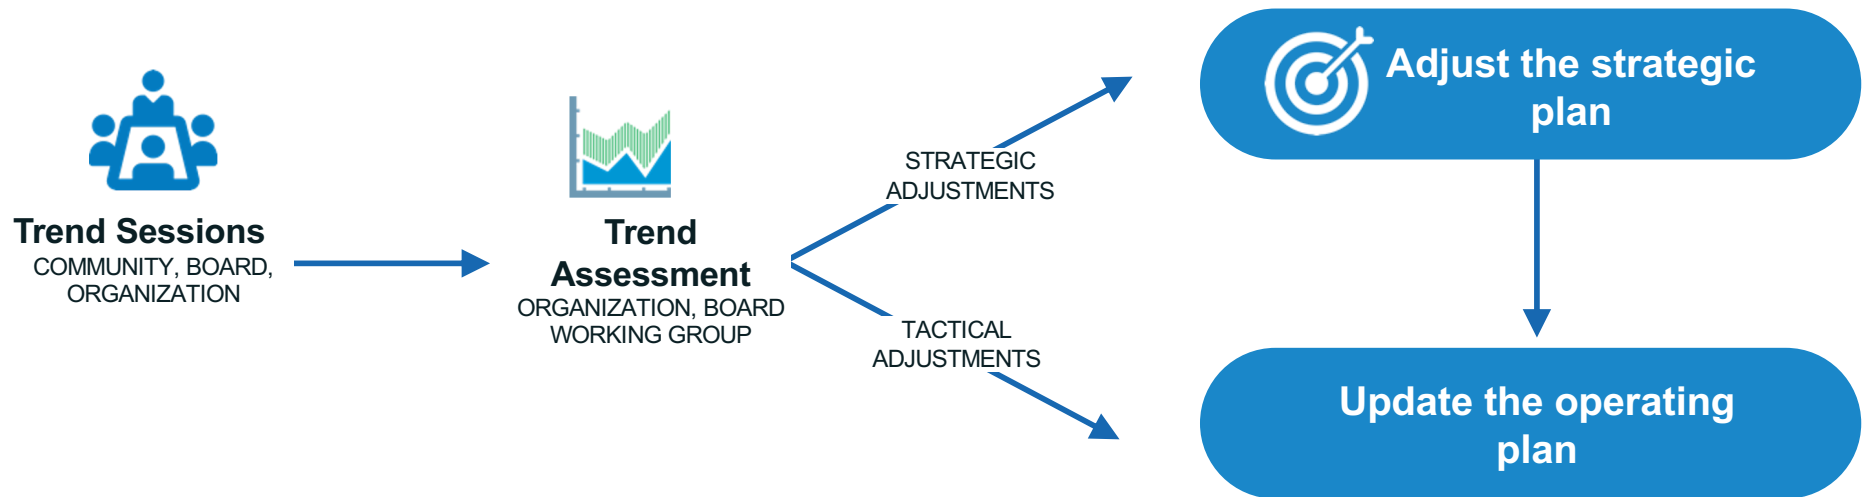 Trend Sessions
COMMUNITY, BOARD,
ORGANIZATION
Trend
Assessment
ORGANIZATION, BOARD
WORKING GROUP
STRATEGIC
ADJUSTMENTS
TACTICAL
ADJUSTMENTS
Adjust the strategic
plan
Update the operating
plan